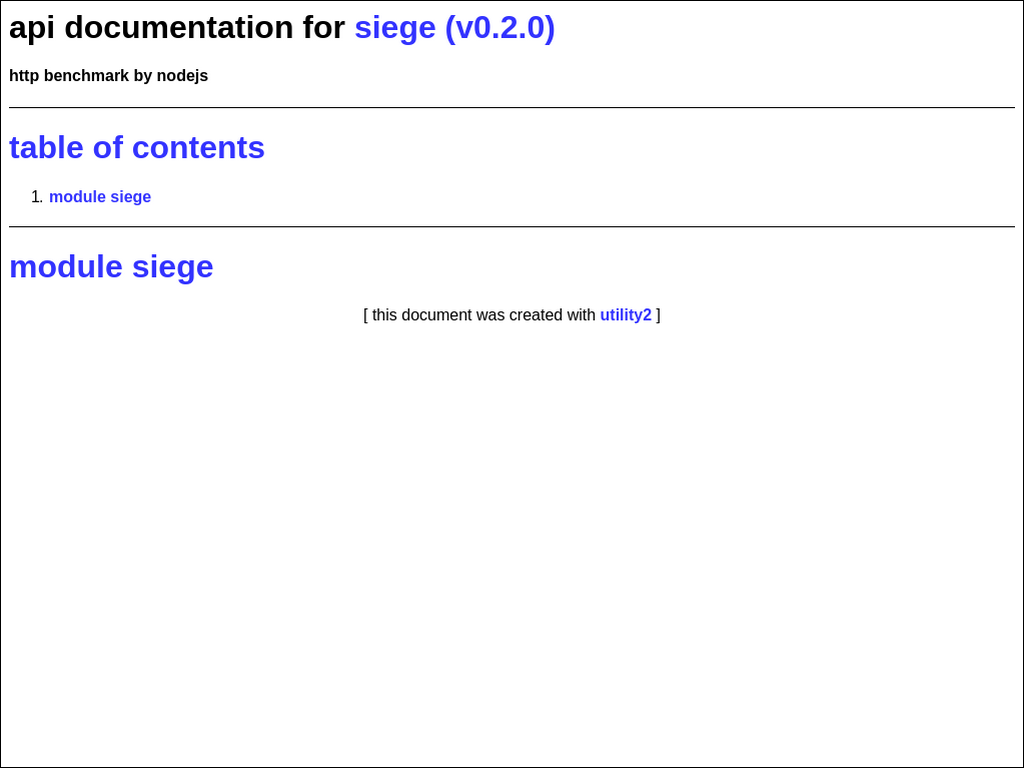 api documentation for siege (v0.2.0)
http benchmark by nodejs
table of contents
1. module siege
module siege
[ this document was created with utility2 ]